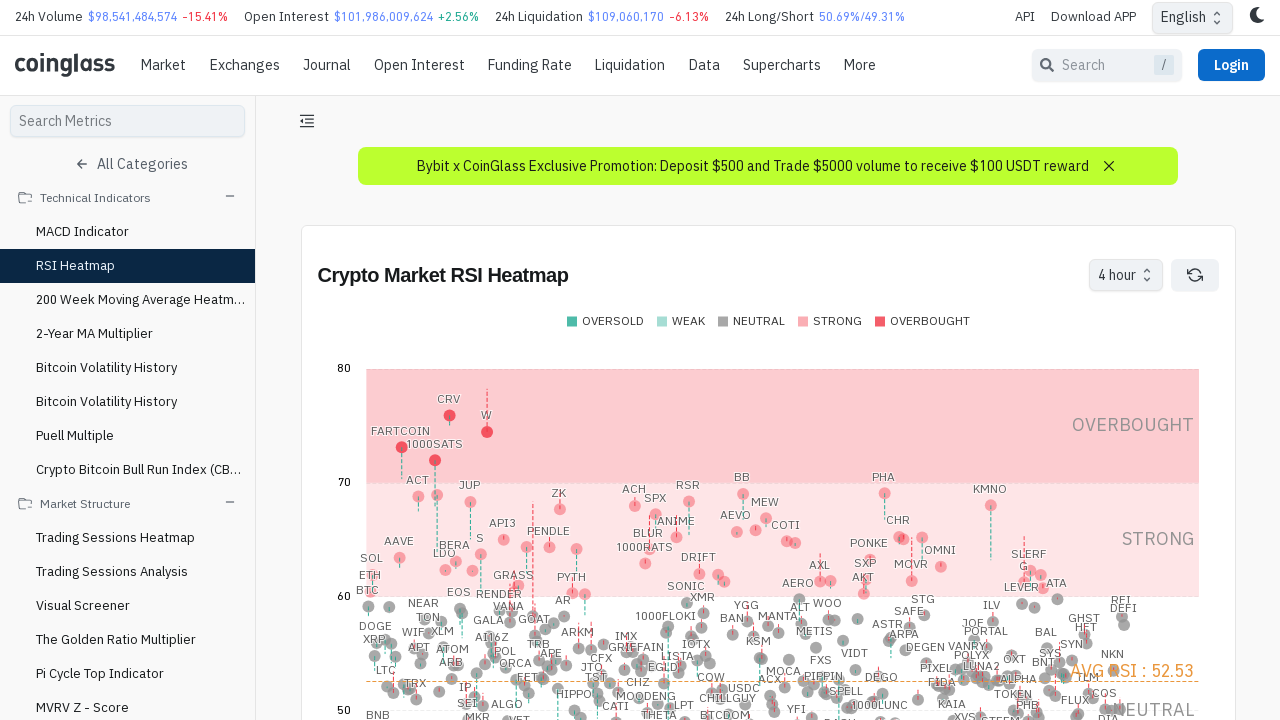 24h Volume $98,541,484,574 -15.41% Open Interest $101,986,009,624 +2.56% 24h Liquidation $109,060,170 -6.13% 24h Long/Short 50.69%/49.31% API Download APP English
coinglass Market Exchanges Journal Open Interest Funding Rate Liquidation Data Supercharts More Search / Login
Search Metrics
All Categories
Technical Indicators
MACD Indicator
RSI Heatmap
200 Week Moving Average Heatm...
2-Year MA Multiplier
Bitcoin Volatility History
Bitcoin Volatility History
Puell Multiple
Crypto Bitcoin Bull Run Index (CB...
Market Structure
Trading Sessions Heatmap
Trading Sessions Analysis
Visual Screener
The Golden Ratio Multiplier
Pi Cycle Top Indicator
MVRV Z - Score
Bybit x CoinGlass Exclusive Promotion: Deposit $500 and Trade $5000 volume to receive $100 USDT reward
Crypto Market RSI Heatmap
4 hour
OVERSOLD WEAK NEUTRAL STRONG OVERBOUGHT
80
CRV
W
OVERBOUGHT
FARTCOIN
1000SATS
70
ACT JUP ZK ACH SPX RSR BB MEW PHA KMNO
API3 PENDLE ANIME AEVO COTI CHR
STRONG
AAVE S BLUR PONKE OMNI
BERA LDO 1000RATS DRIFT SLERF
SOL AXL SXP MOVR G
ETH GRASS PYTH AERO AKT LEVER ATA
BTC EOS RENDER SONIC
60
NEAR VANA AR XMR YGG ALT WOO STG ILV RFI
DEFI
TON GALA GOAT 1000FLOKI BAN MANTA SAFE GHST
DOGE WIF XLM ARKM METIS ASTR JOE HFT
XRP AI16Z IMX ARPA PORTAL BAL
APT ATOM POL TRB GRIFFAIN IOTX KSM DEGEN VANRY SYN
ARB ORCA APE CFX LISTA FXS VIDT POLYX OXT SYS NKN
LTC JTO EGLD MOCA PIXEL LUNA2 BNT AVG RSI : 52.53
TRX FET TST CHZ COW ACX PIPPIN DEGO FIDA ALPHA TLM
IP HIPPO MOODENG USDC SPELL TOKEN COS
SEI ALGO CATI LPT CHILLGUY 1000LUNC KAIA PHB FLUX
50
BNB THETA BTCDOM YFI XVS NEUTRAL
MKR